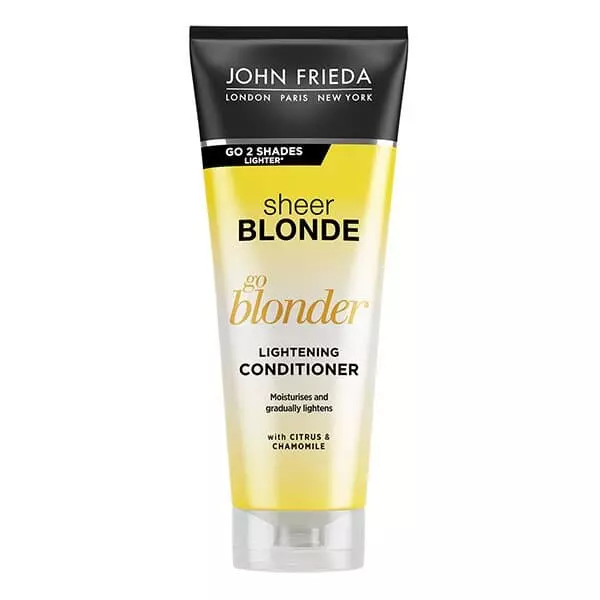 JOHN FRIEDA
LONDON PARIS NEW YORK
GO 2 SHADES
LIGHTER*
sheer
BLONDE
go
blonder
LIGHTENING
CONDITIONER
Moisturises and
gradually lightens
with CITRUS &
CHAMOMILE